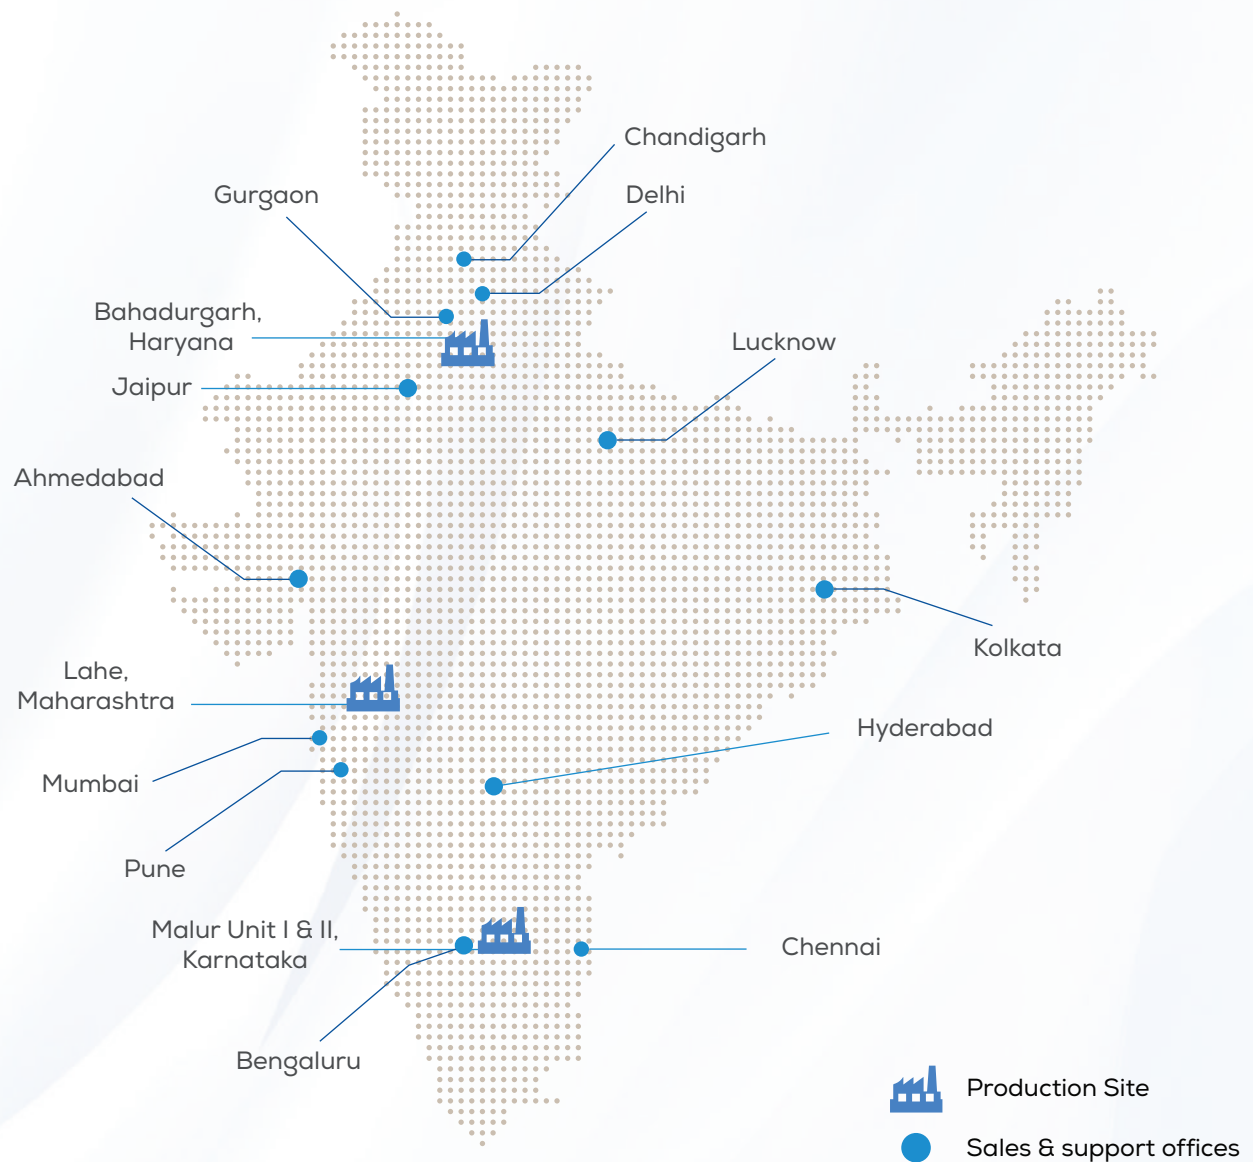 Chandigarh
Gurgaon
Delhi
Bahadurgarh,
Haryana
Lucknow
Jaipur
Ahmedabad
Kolkata
Lahe,
Maharashtra
Hyderabad
Mumbai
Pune
Malur Unit I & II,
Karnataka
Chennai
Bengaluru
Production Site
Sales & support offices